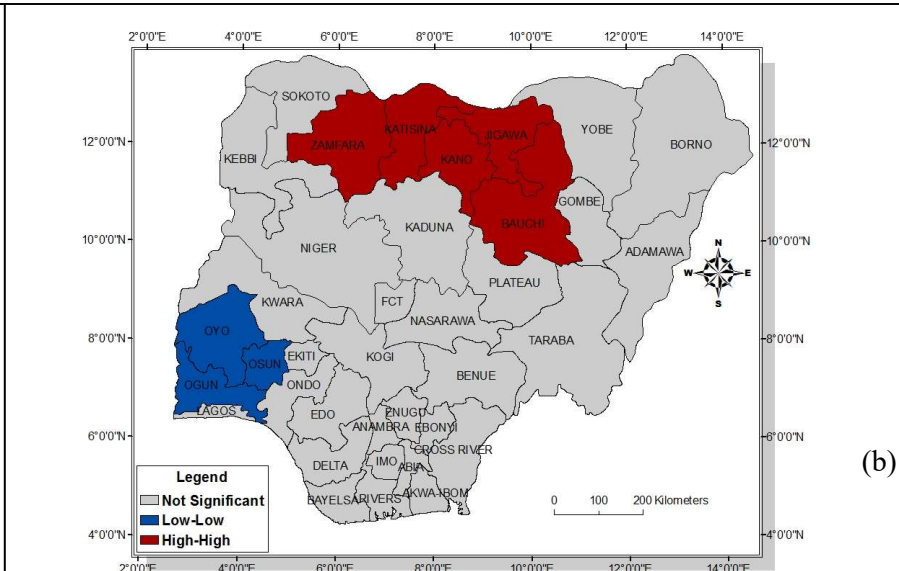 2°0'0"E 4°0'0"E 6°0'0"E 8°0'0"E 10°0'0"E 12°0'0"E 14°0'0"E
SOKOTO
12°0'0"N ZAMFARA KATISINA JIGAWA YOBE BORNO 12°0'0"N
KEBBI KANO
BAUCHI GOMBE
KADUNA
10°0'0"N NIGER ADAMAWA 10°0'0"N
N
W E
S
PLATEAU
KWARA FCT
NASARAWA
8°0'0"N OYO TARABA 8°0'0"N
OSUN EKITI KOGI
OGUN ONDO BENUE
LAGOS EDO ENUGU
6°0'0"N ANAMBRA EBONYI 6°0'0"N
CROSS RIVER
DELTA IMO ABIA
(b)
BAYELSA RIVERS AKWA-IBOM
Legend
Not Significant
Low-Low
High-High
0 100 200 Kilometers
4°0'0"N 4°0'0"N
2°0'0"E 4°0'0"E 6°0'0"E 8°0'0"E 10°0'0"E 12°0'0"E 14°0'0"E